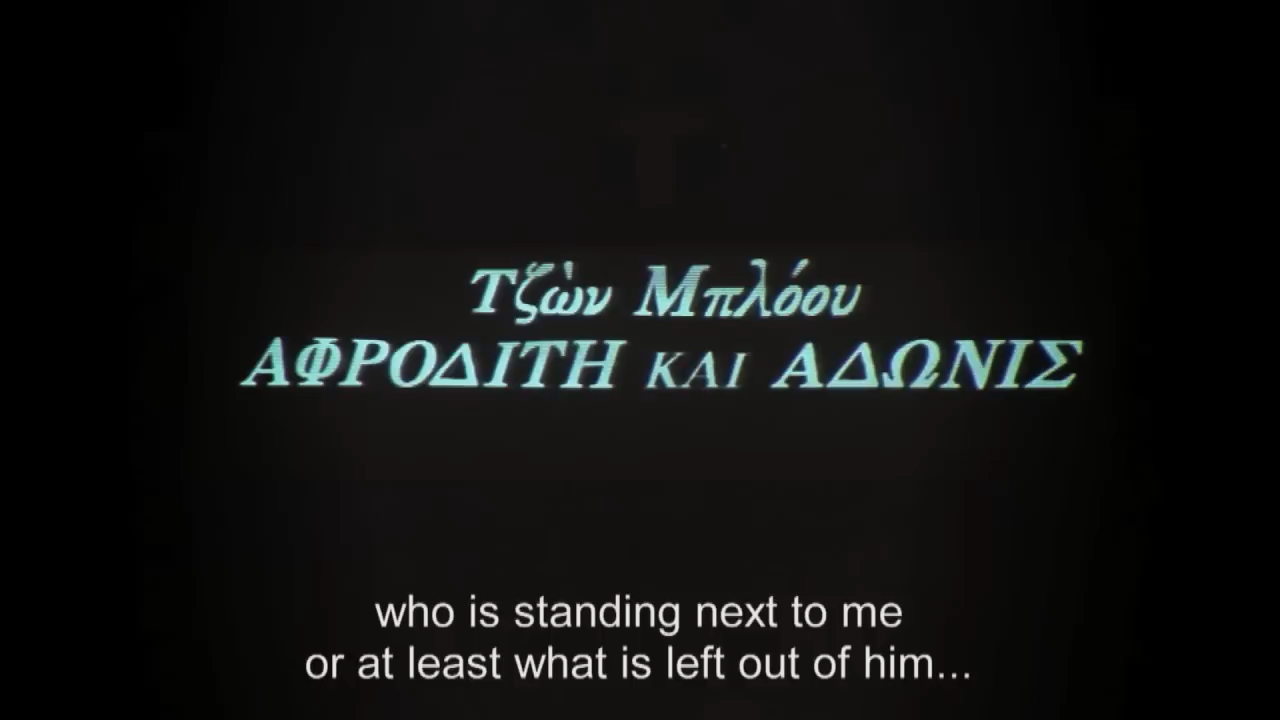 Τζὼν Μπλόου
ΑΦΡΟΔΙΤΗ ΚΑΙ ΑΔΩΝΙΣ
who is standing next to me
or at least what is left out of him...